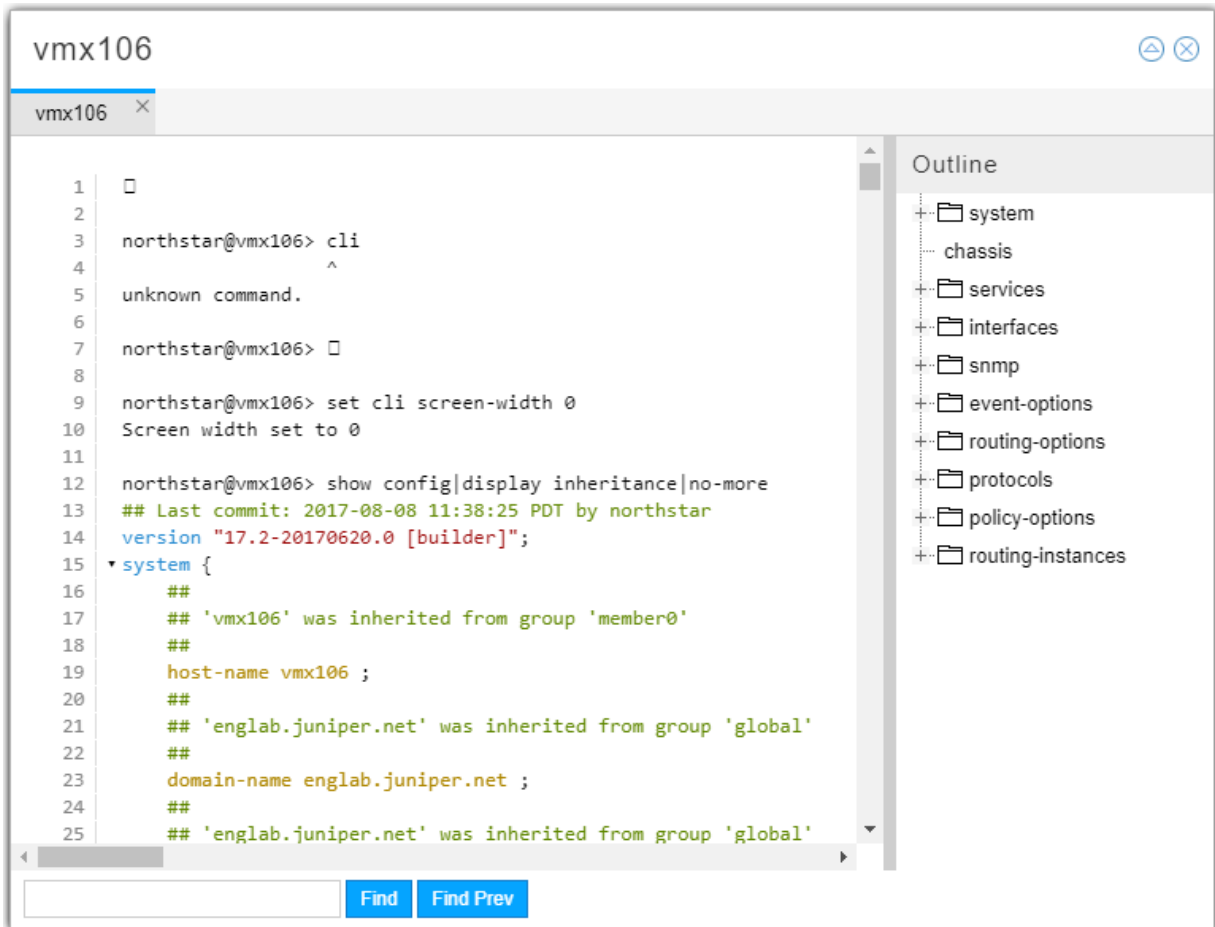 vmx106
vmx106
1 □
2
3 northstar@vmx106> cli
4 ^
5 unknown command.
6
7 northstar@vmx106> □
8
9 northstar@vmx106> set cli screen-width 0
10 Screen width set to 0
11
12 northstar@vmx106> show config|display inheritance|no-more
13 ## Last commit: 2017-08-08 11:38:25 PDT by northstar
14 version "17.2-20170620.0 [builder]";
15 system {
16 ##
17 ## 'vmx106' was inherited from group 'member0'
18 ##
19 host-name vmx106 ;
20 ##
21 ## 'englab.juniper.net' was inherited from group 'global'
22 ##
23 domain-name englab.juniper.net ;
24 ##
25 ## 'englab.juniper.net' was inherited from group 'global'
Outline
system
chassis
services
interfaces
snmp
event-options
routing-options
protocols
policy-options
routing-instances
Find
Find Prev